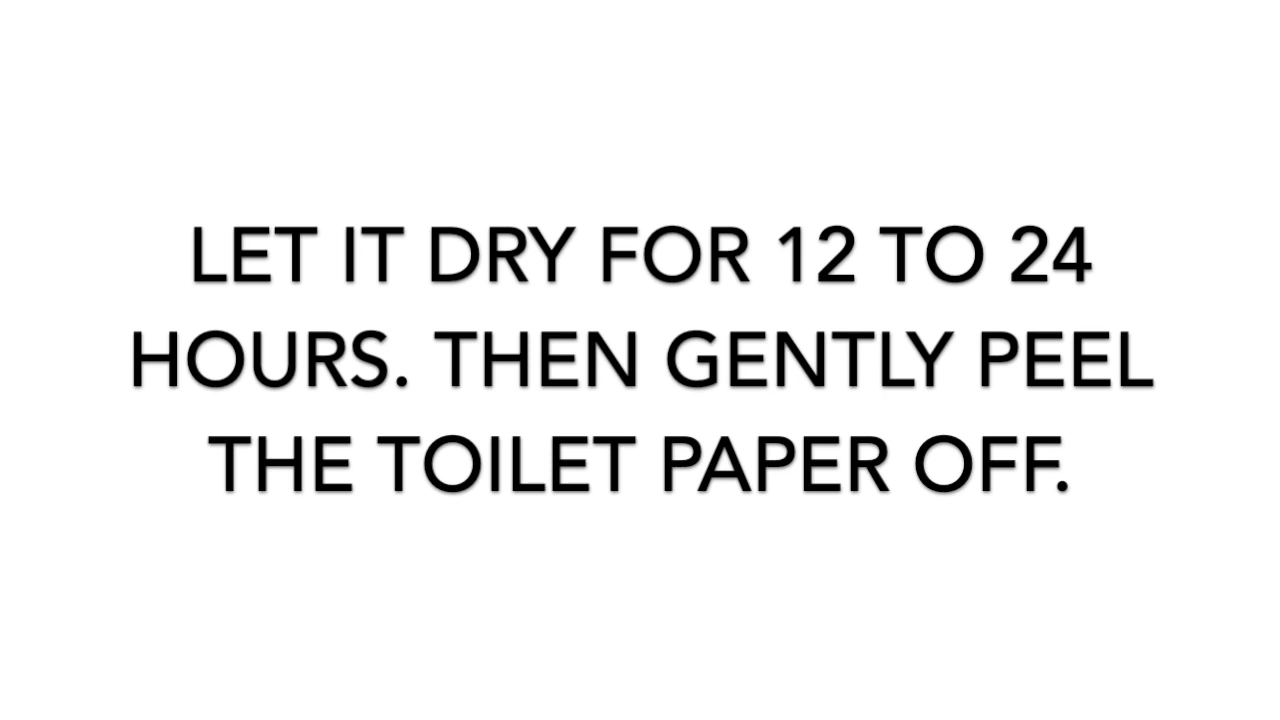 LET IT DRY FOR 12 TO 24
HOURS. THEN GENTLY PEEL
THE TOILET PAPER OFF.